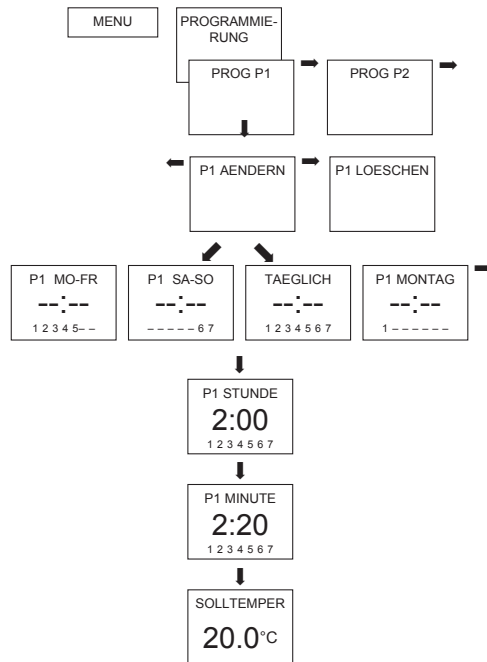 MENU
PROGRAMMIE-
RUNG
PROG P1
PROG P2
P1 AENDERN
P1 LOESCHEN
P1 MO-FR
--:--
1 2 3 4 5 – –
P1 SA-SO
--:--
– – – – – 6 7
TAEGLICH
--:--
1 2 3 4 5 6 7
P1 MONTAG
--:--
1 – – – – – –
P1 STUNDE
2:00
1 2 3 4 5 6 7
P1 MINUTE
2:20
1 2 3 4 5 6 7
SOLLTEMPER
20.0°C